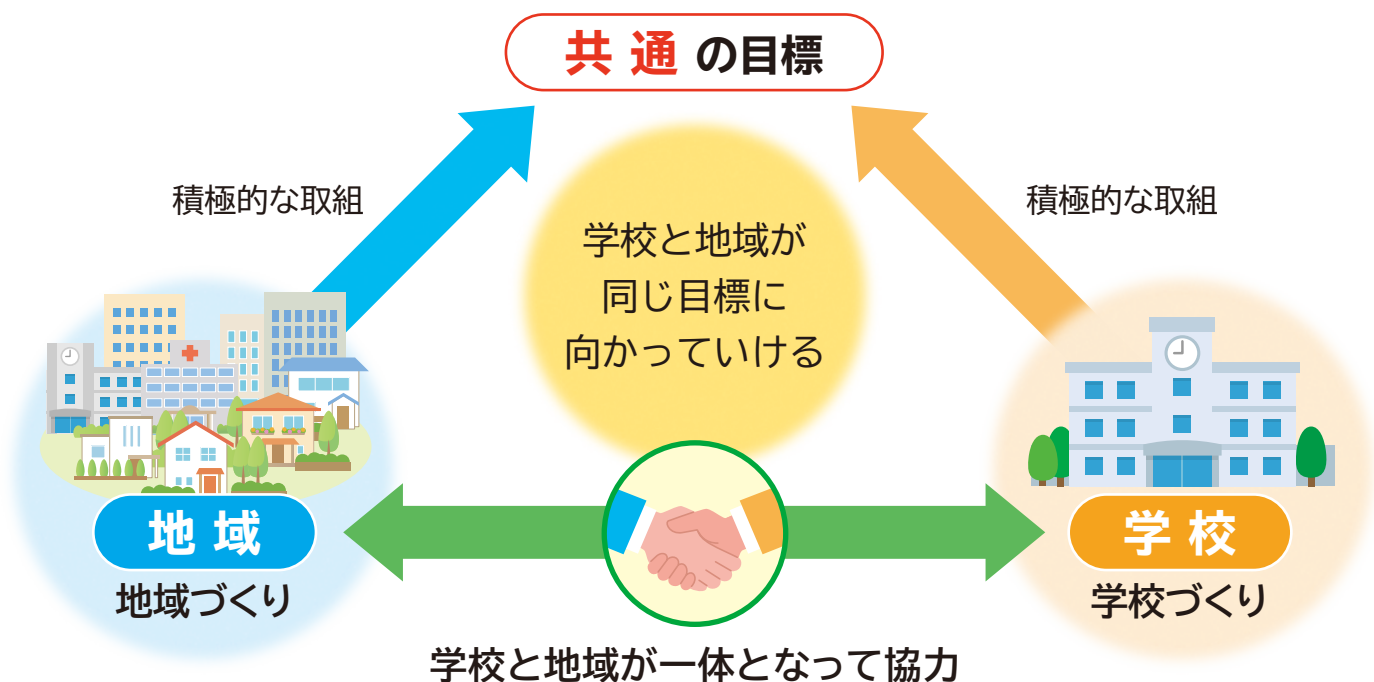 共通の目標
積極的な取組
積極的な取組
学校と地域が
同じ目標に
向かっていける
地域
地域づくり
学校
学校づくり
学校と地域が一体となって協力